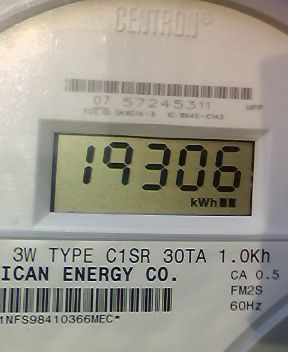 CENTRON®
07 57245311 HPP
19306
kWh
3W TYPE C1SR 30TA 1.0Kh
ICAN ENERGY CO. CA 0.5
FM2S
60Hz
1NFS98410366MEC*